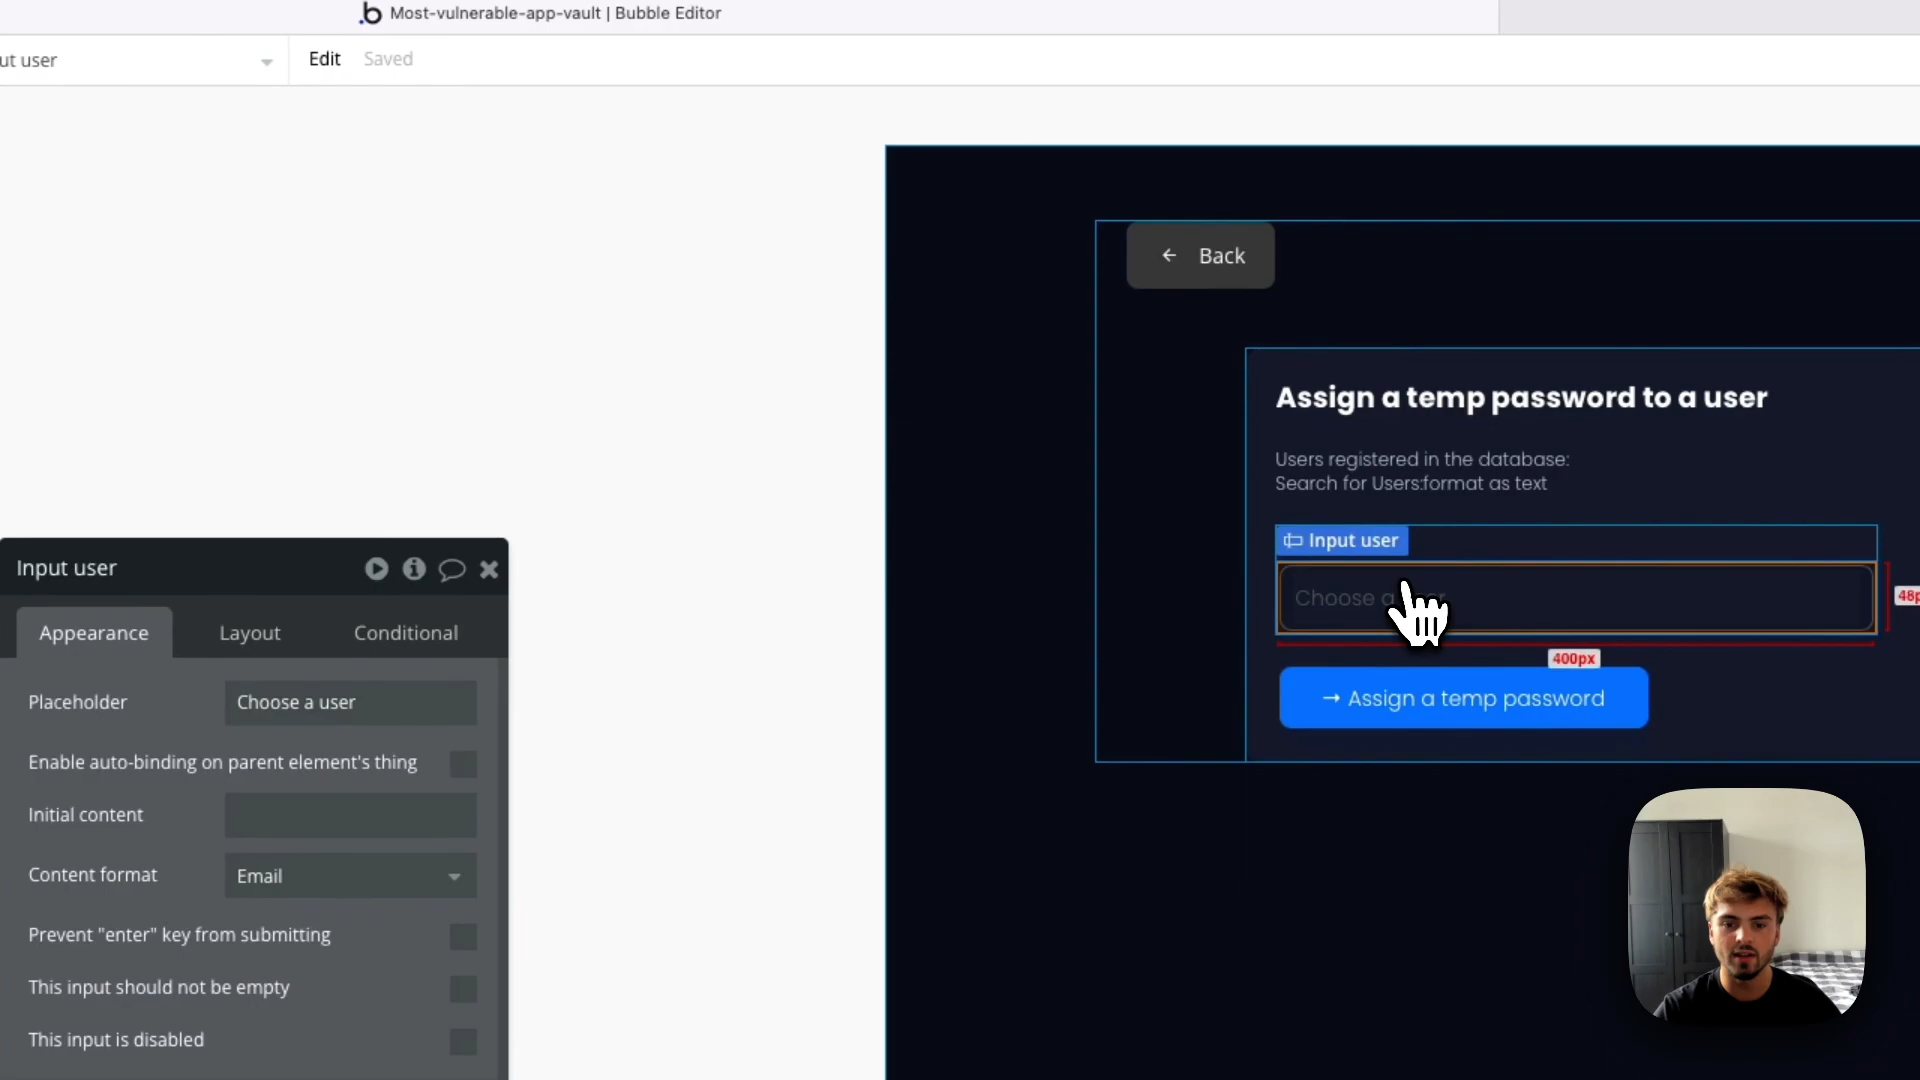 Most-vulnerable-app-vault | Bubble Editor
ut user
Edit
Saved
← Back
Assign a temp password to a user
Users registered in the database:
Search for Users:format as text
Input user
Choose a
48p
400px
→ Assign a temp password
Input user
Appearance
Layout
Conditional
Placeholder
Choose a user
Enable auto-binding on parent element's thing
Initial content
Content format
Email
Prevent "enter" key from submitting
This input should not be empty
This input is disabled